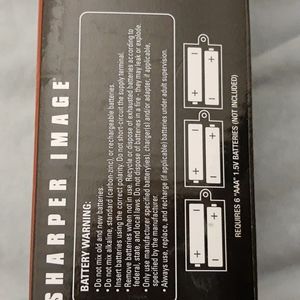 SHARPER IMAGE
BATTERY WARNING:
• Do not mix old and new batteries.
• Do not mix alkaline, standard (carbon-zinc), or rechargeable batteries.
• Insert batteries using the correct polarity. Do not short-circuit the supply terminal.
• Remove batteries when not in use. Recycle or dispose of exhausted batteries according to
federal, state, and local laws. Do not dispose of batteries in a fire - they may leak or explode.
• Only use manufacturer specified battery(ies), charger(s) and/or adapter, if applicable,
specified by the manufacturer.
• Always use, replace, and recharge (if applicable) batteries under adult supervision.
REQUIRES 6 "AAA" 1.5V BATTERIES (NOT INCLUDED)